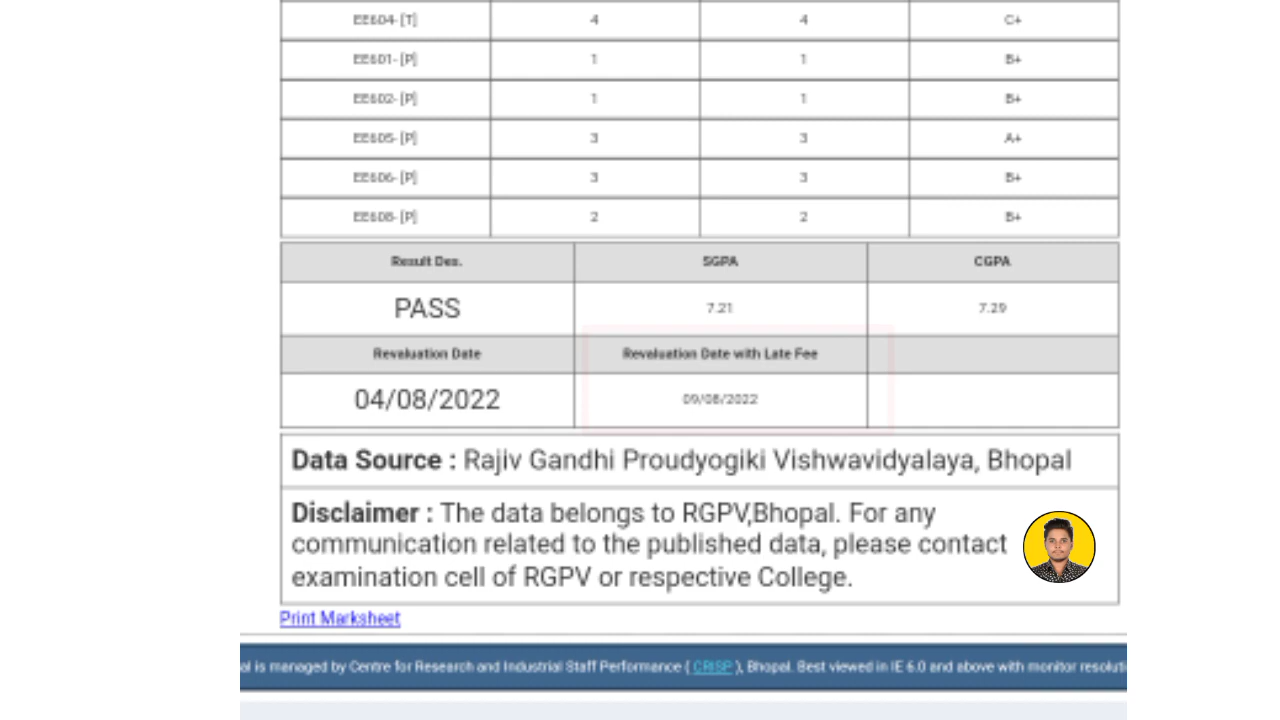 EE604- [T] 4 4 C+
EE601- [P] 1 1 B+
EE602- [P] 1 1 B+
EE605- [P] 3 3 A+
EE606- [P] 3 3 B+
EE608- [P] 2 2 B+
Result Des. SGPA CGPA
PASS 7.21 7.29
Revaluation Date Revaluation Date with Late Fee
04/08/2022 09/08/2022
Data Source : Rajiv Gandhi Proudyogiki Vishwavidyalaya, Bhopal
Disclaimer : The data belongs to RGPV,Bhopal. For any
communication related to the published data, please contact
examination cell of RGPV or respective College.
Print Marksheet
al is managed by Centre for Research and Industrial Staff Performance ( CRISP ), Bhopal. Best viewed in IE 6.0 and above with monitor resoluti